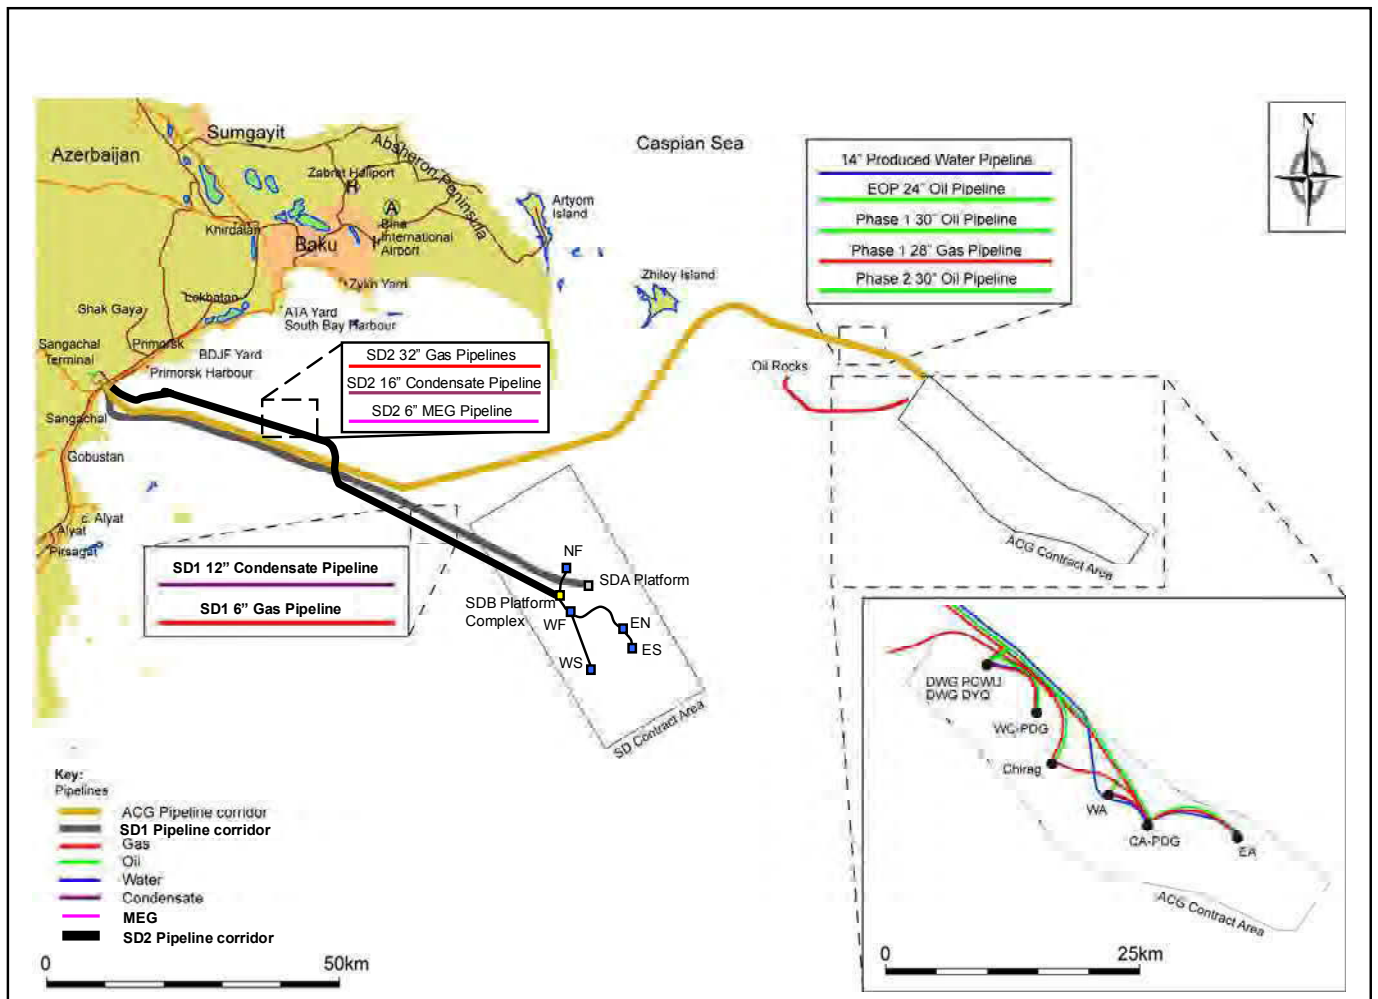 Sumgayit
Azerbaijan
Absheron Peninsula
Caspian Sea
Zabrat Heliport
H
A
Artyom
Island
Khirdalan
Baku
Bina
International
Airport
Zykh Yard
Zhiloy Island
Lokbatan
Shak Gaya
ATA Yard
South Bay Harbour
Sangachal
Terminal
Primorsk
BDJF Yard
Primorsk Harbour
Oil Rocks
Sangachal
Gobustan
c. Alyat
Alyat
Pirsagat
N
14" Produced Water Pipeline
EOP 24" Oil Pipeline
Phase 1 30" Oil Pipeline
Phase 1 28" Gas Pipeline
Phase 2 30" Oil Pipeline
SD2 32” Gas Pipelines
SD2 16” Condensate Pipeline
SD2 6” MEG Pipeline
SD1 12” Condensate Pipeline
SD1 6” Gas Pipeline
NF
SDA Platform
SDB Platform
Complex
WF
EN
ES
WS
SD Contract Area
ACG Contract Area
DWG PCWU
DWG DYQ
WC-PDG
Chirag
WA
CA-PDG
EA
ACG Contract Area
0
25km
Key:
Pipelines
ACG Pipeline corridor
SD1 Pipeline corridor
Gas
Oil
Water
Condensate
MEG
SD2 Pipeline corridor
0
50km